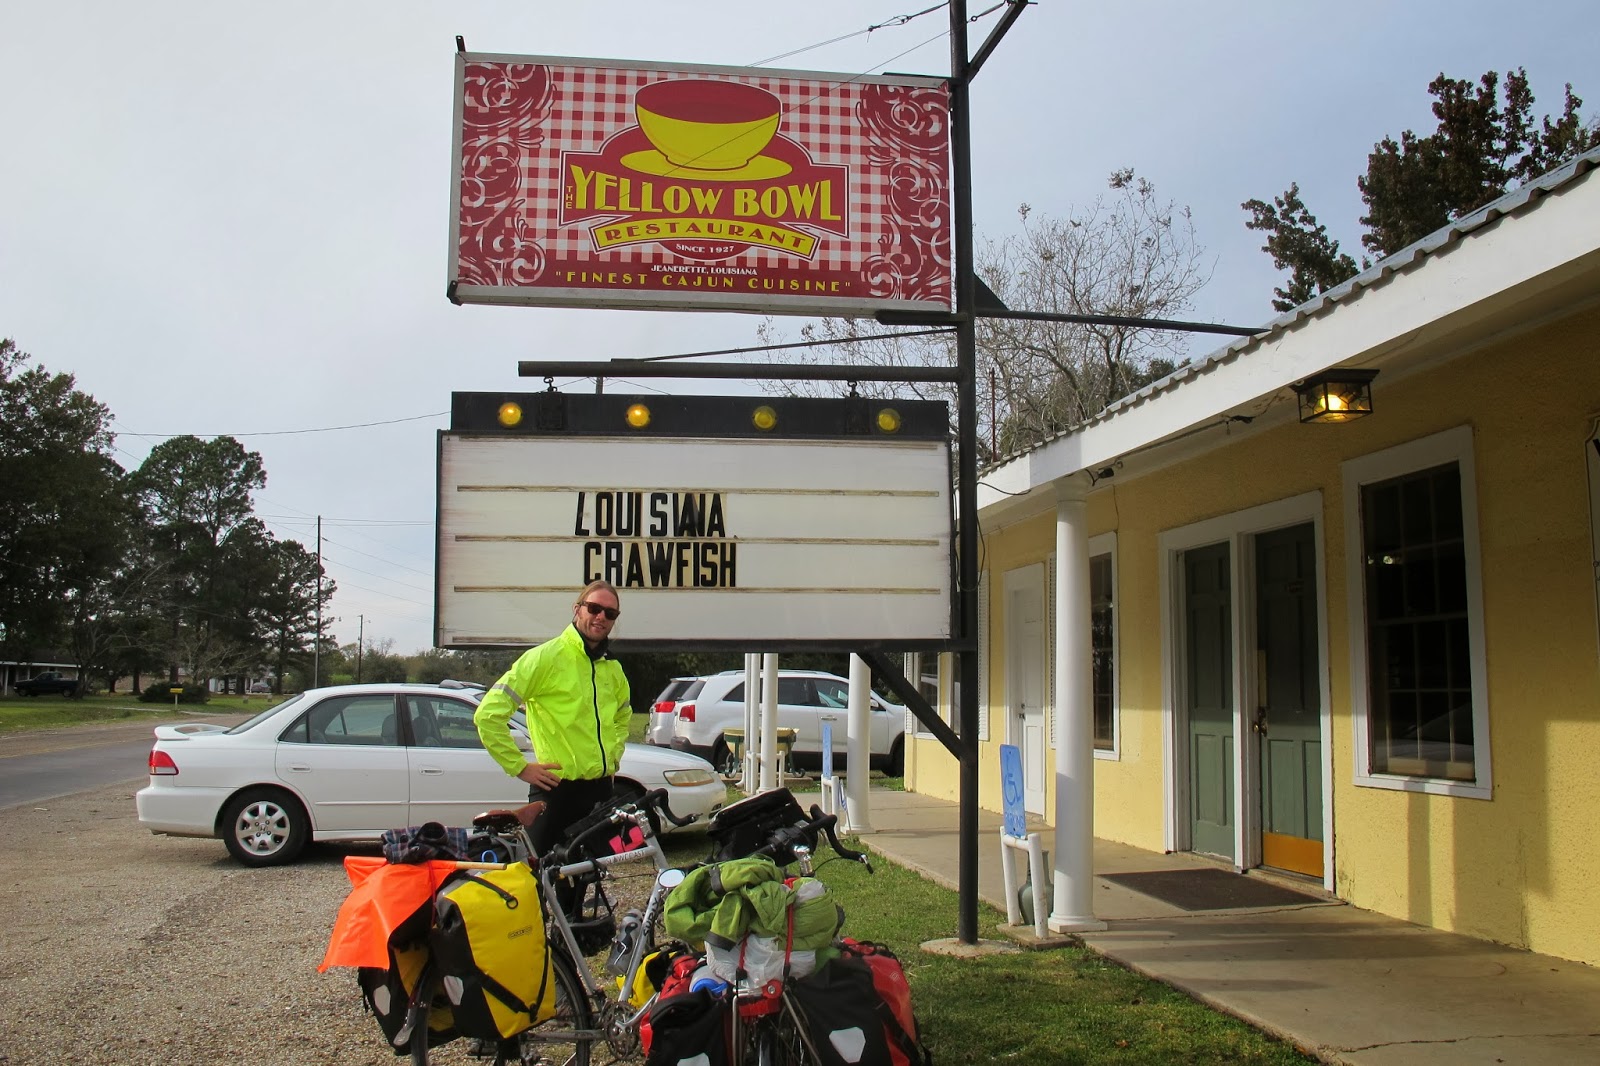 THE
YELLOW BOWL
RESTAURANT
SINCE 1927
JEANERETTE, LOUISIANA
"FINEST CAJUN CUISINE"
LOUISIANA
CRAWFISH